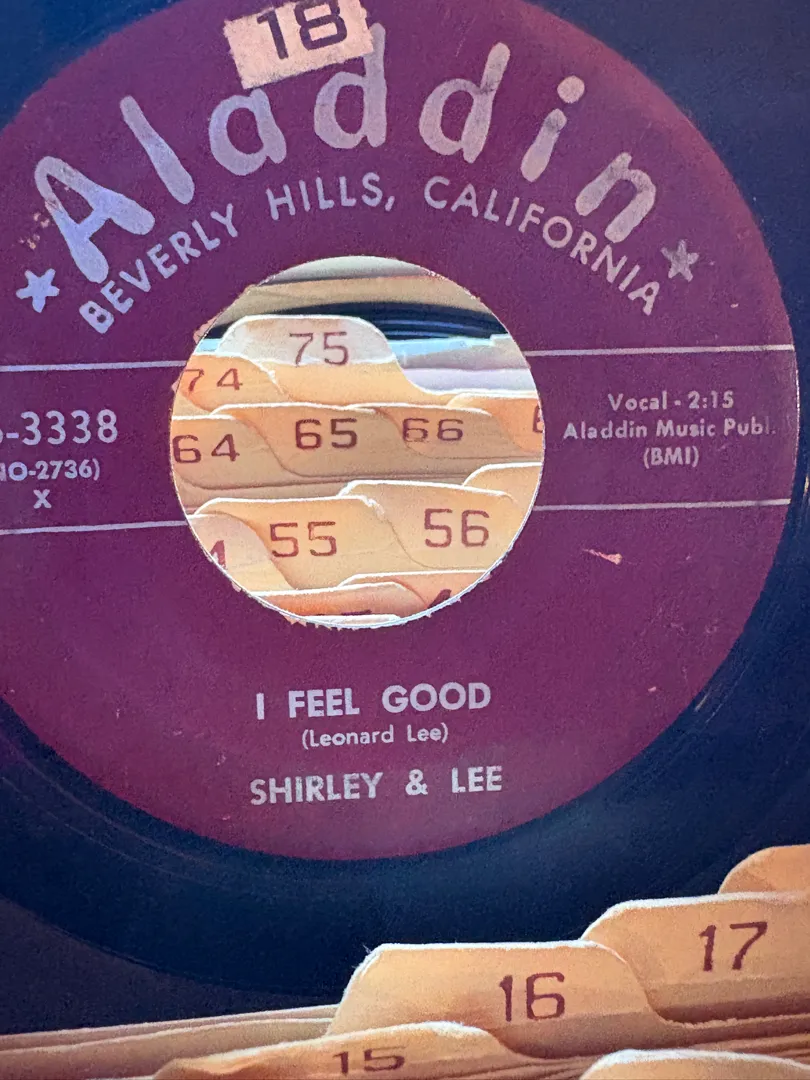 18
Aladdin
BEVERLY HILLS, CALIFORNIA
75
74
64 65 66
55 56
-3338
NO-2736)
X
Vocal - 2:15
Aladdin Music Publ.
(BMI)
I FEEL GOOD
(Leonard Lee)
SHIRLEY & LEE
17
16
15